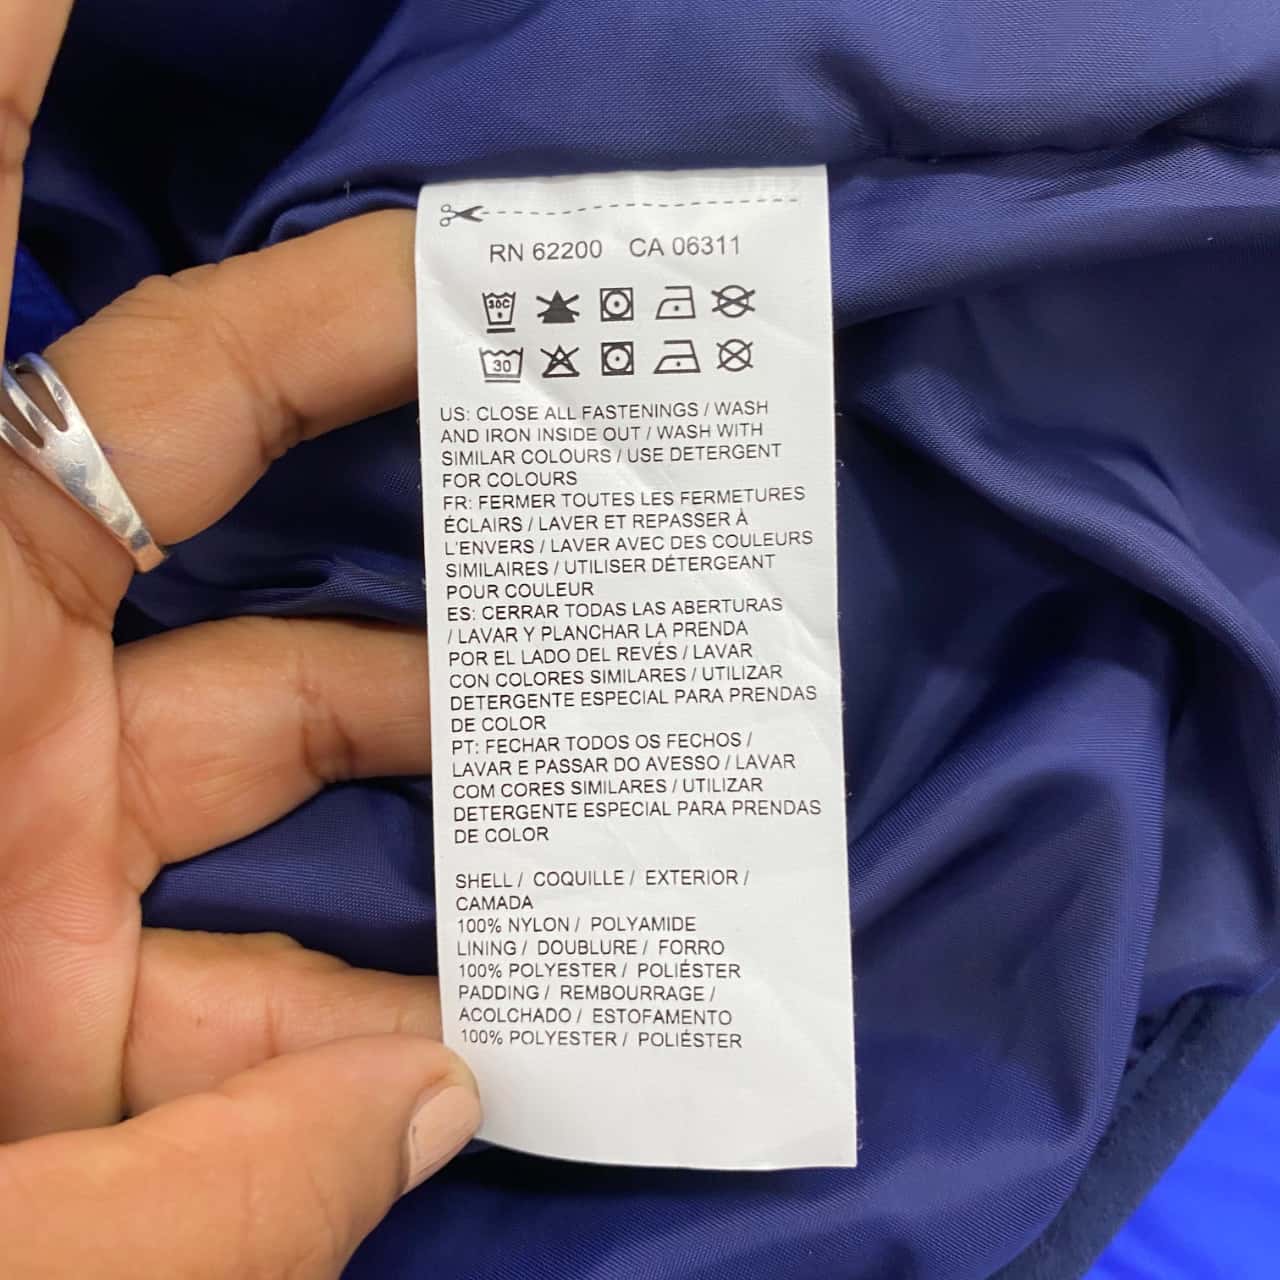 RN 62200 CA 06311
30C
30
US: CLOSE ALL FASTENINGS / WASH
AND IRON INSIDE OUT / WASH WITH
SIMILAR COLOURS / USE DETERGENT
FOR COLOURS
FR: FERMER TOUTES LES FERMETURES
ÉCLAIRS / LAVER ET REPASSER À
L'ENVERS / LAVER AVEC DES COULEURS
SIMILAIRES / UTILISER DÉTERGEANT
POUR COULEUR
ES: CERRAR TODAS LAS ABERTURAS
/ LAVAR Y PLANCHAR LA PRENDA
POR EL LADO DEL REVÉS / LAVAR
CON COLORES SIMILARES / UTILIZAR
DETERGENTE ESPECIAL PARA PRENDAS
DE COLOR
PT: FECHAR TODOS OS FECHOS /
LAVAR E PASSAR DO AVESSO / LAVAR
COM CORES SIMILARES / UTILIZAR
DETERGENTE ESPECIAL PARA PRENDAS
DE COLOR
SHELL / COQUILLE / EXTERIOR /
CAMADA
100% NYLON / POLYAMIDE
LINING / DOUBLURE / FORRO
100% POLYESTER / POLIÉSTER
PADDING / REMBOURRAGE /
ACOLCHADO / ESTOFAMENTO
100% POLYESTER / POLIÉSTER